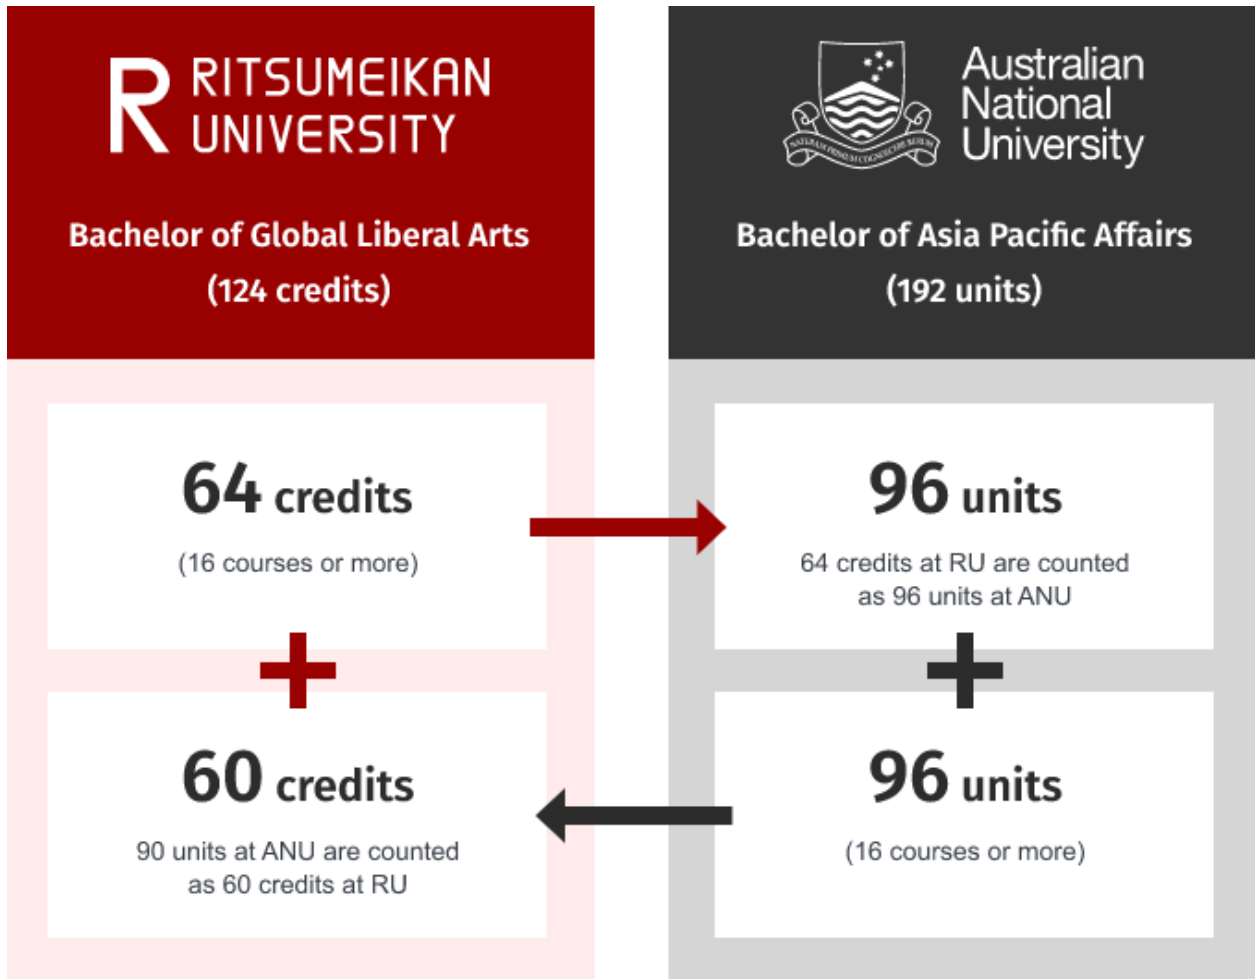 RITSUMEIKAN
UNIVERSITY
Bachelor of Global Liberal Arts
(124 credits)
64 credits
(16 courses or more)
60 credits
90 units at ANU are counted
as 60 credits at RU
Australian
National
University
Bachelor of Asia Pacific Affairs
(192 units)
96 units
64 credits at RU are counted
as 96 units at ANU
96 units
(16 courses or more)